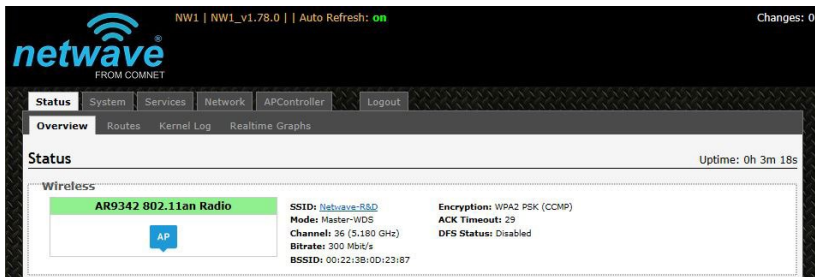 NW1 | NW1_v1.78.0 | | Auto Refresh: on
Changes: 0
netwave®
FROM COMNET
Status System Services Network APController Logout
Overview Routes Kernel Log Realtime Graphs
Status
Uptime: 0h 3m 18s
Wireless
AR9342 802.11an Radio
AP
SSID: Netwave-R&D
Mode: Master-WDS
Channel: 36 (5.180 GHz)
Bitrate: 300 Mbit/s
BSSID: 00:22:3B:0D:23:87
Encryption: WPA2 PSK (CCMP)
ACK Timeout: 29
DFS Status: Disabled